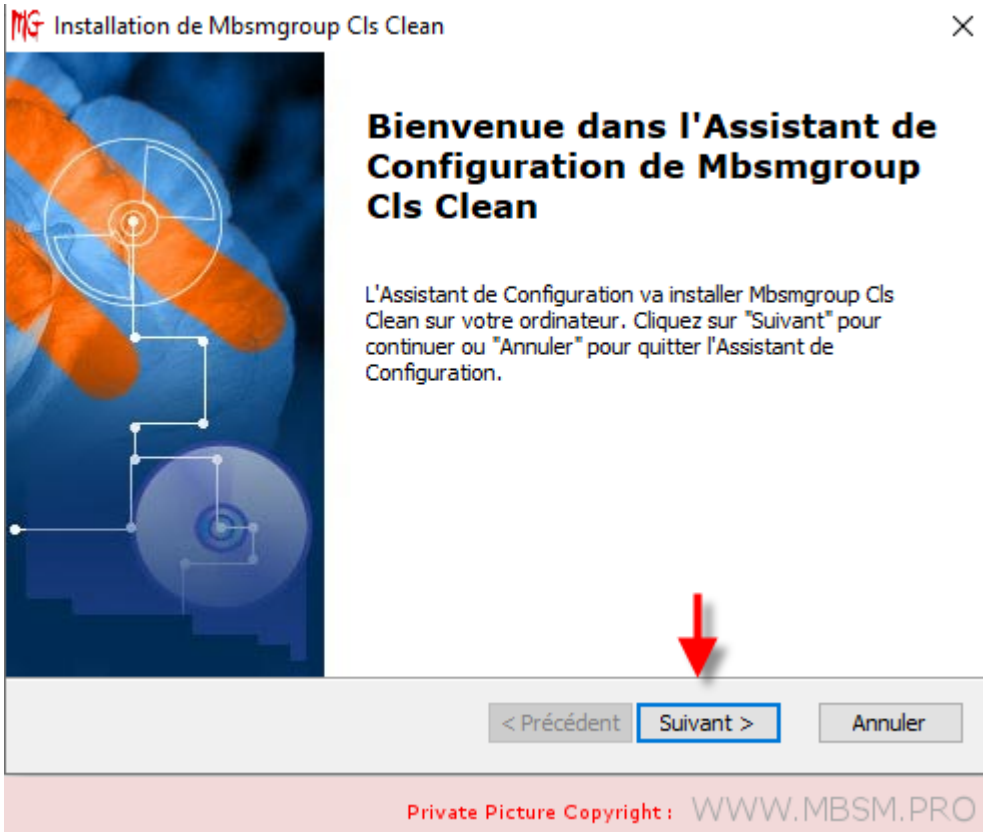 MG Installation de Mbsmgroup Cls Clean
Bienvenue dans l'Assistant de
Configuration de Mbsmgroup
Cls Clean
L'Assistant de Configuration va installer Mbsmgroup Cls
Clean sur votre ordinateur. Cliquez sur "Suivant" pour
continuer ou "Annuler" pour quitter l'Assistant de
Configuration.
< Précédent Suivant > Annuler
Private Picture Copyright : WWW.MBSM.PRO